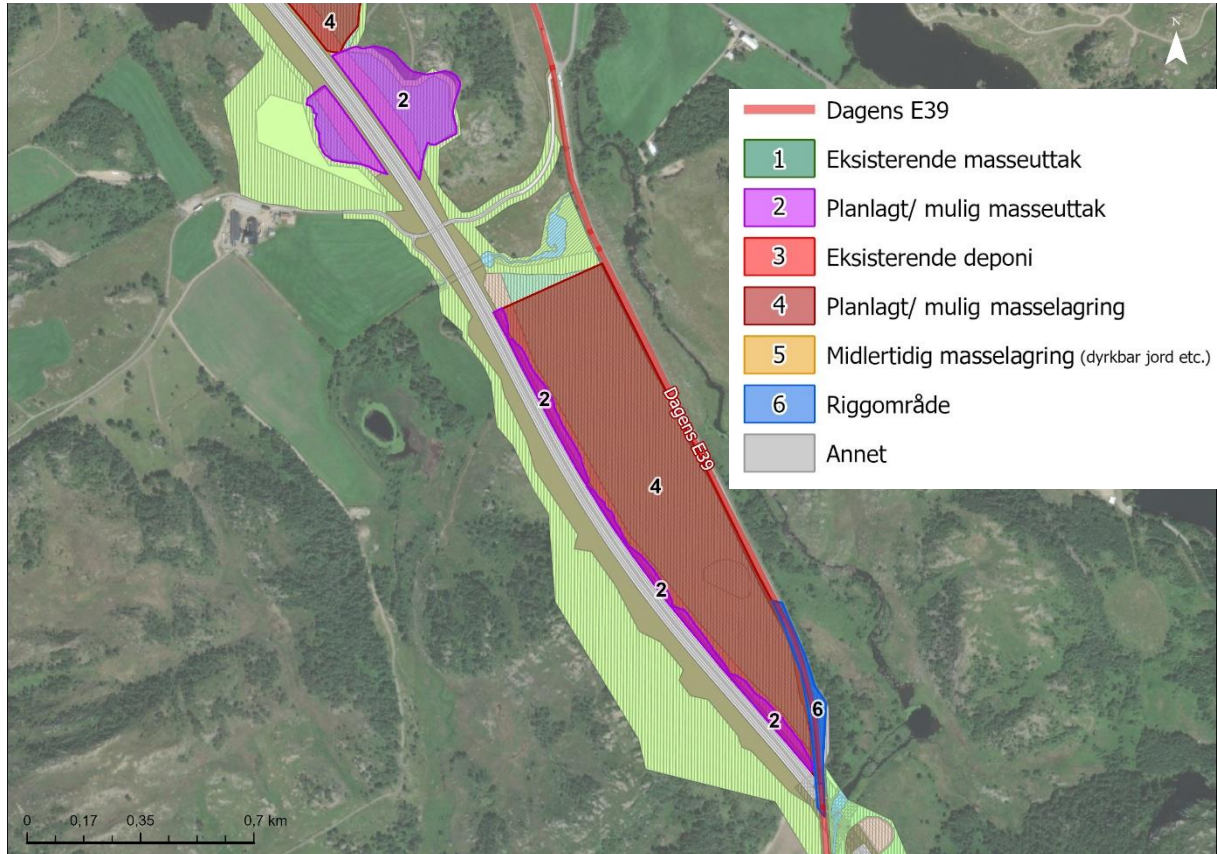 4
2
N
Dagens E39
1 Eksisterende masseuttak
2 Planlagt/ mulig masseuttak
3 Eksisterende deponi
4 Planlagt/ mulig masselagring
5 Midlertidig masselagring (dyrkbar jord etc.)
6 Riggområde
Annet
2
Dagens E39
4
2
6
2
0 0,17 0,35 0,7 km